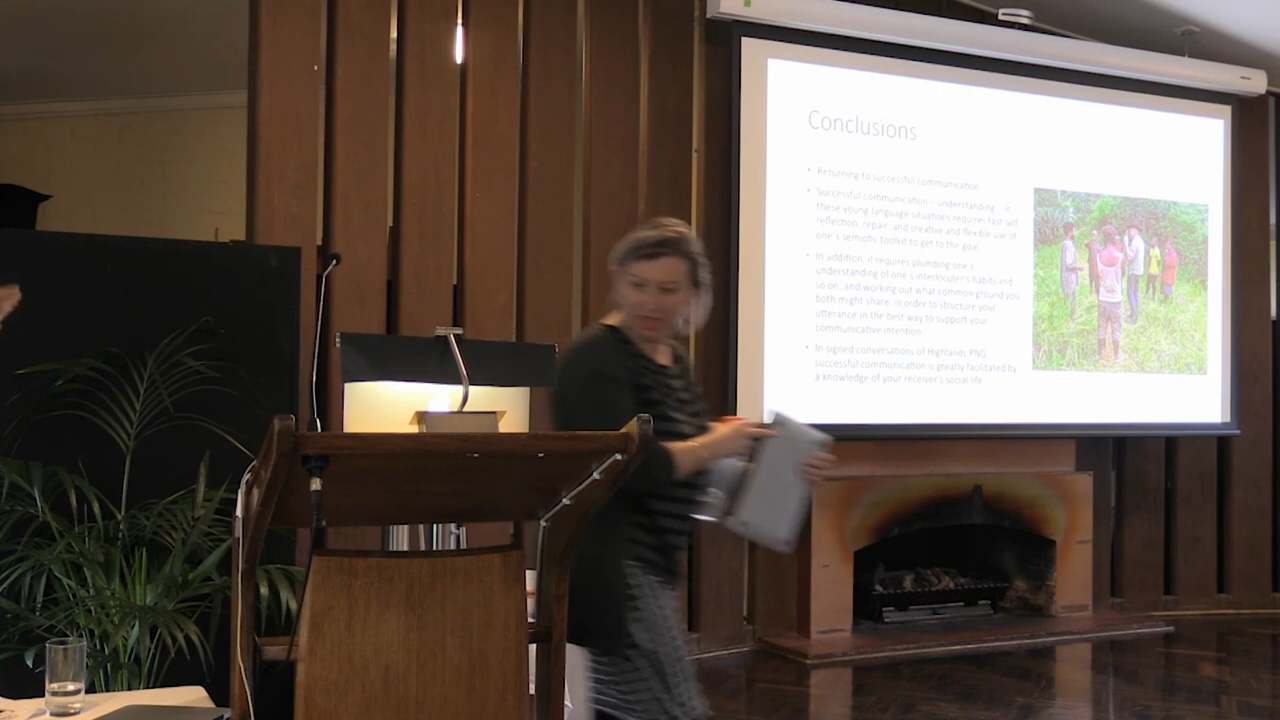 Conclusions
• Returning to successful communication
• Successful communication – understanding – in
these young language situations requires fast self
reflection, repair, and creative and flexible use of
one's semiotic toolkit to get to the goal
• In addition, it requires plumbing one's
understanding of one's interlocuter's habits and
so on, and working out what common ground you
both might share, in order to structure your
utterance in the best way to support your
communicative intention
• In signed conversations of Highlands PNG,
successful communication is greatly facilitated by
a knowledge of your receiver's social life